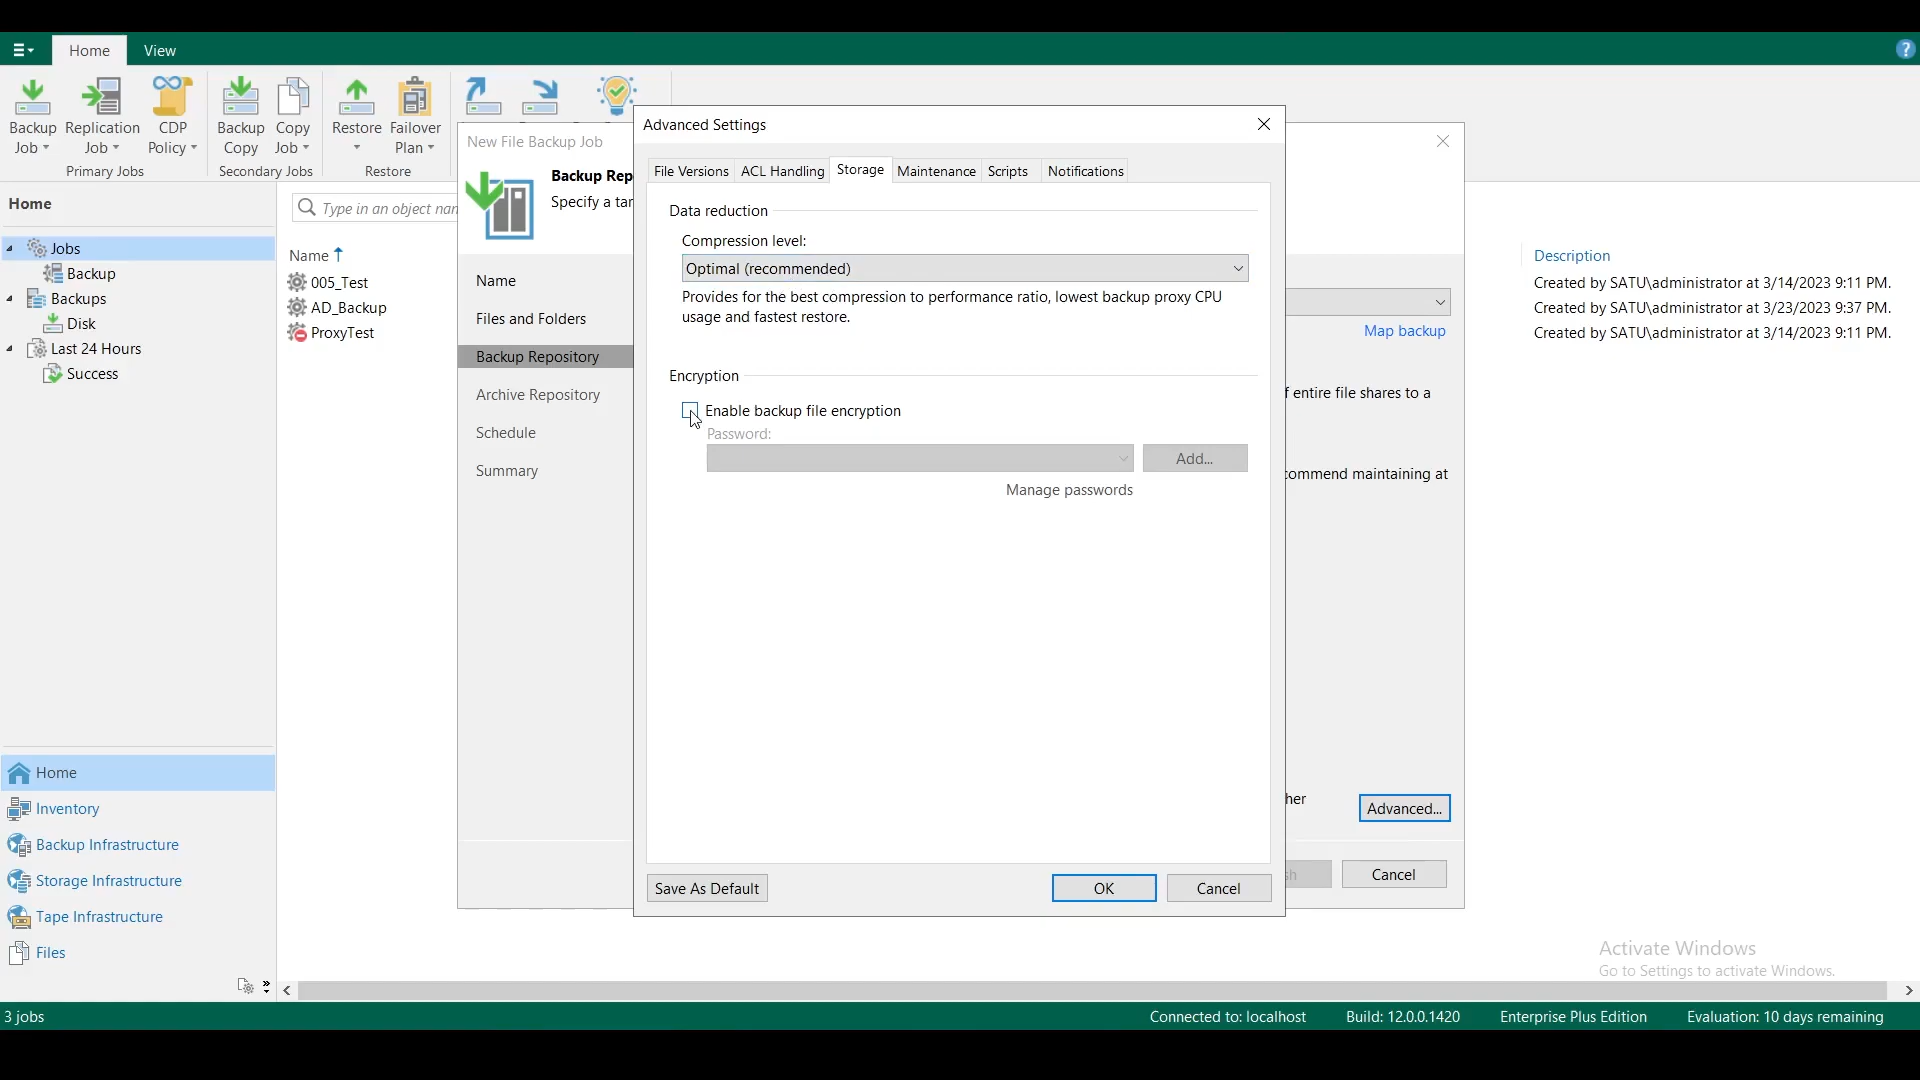 Home View ?
Backup Job Replication Job CDP Policy
Primary Jobs
Backup Copy Copy Job
Secondary Jobs
Restore Failover Plan
Restore
Home
Jobs
Backup
Backups
Disk
Last 24 Hours
Success
Home
Inventory
Backup Infrastructure
Storage Infrastructure
Tape Infrastructure
Files
Type in an object nam
Name
005_Test
AD_Backup
ProxyTest
New File Backup Job
Backup Rep
Specify a tar
Name
Files and Folders
Backup Repository
Archive Repository
Schedule
Summary
Advanced Settings
File Versions ACL Handling Storage Maintenance Scripts Notifications
Data reduction
Compression level:
Optimal (recommended)
Provides for the best compression to performance ratio, lowest backup proxy CPU
usage and fastest restore.
Encryption
Enable backup file encryption
Password:
Add...
Manage passwords
Save As Default OK Cancel
Map backup
f entire file shares to a
commend maintaining at
her
Advanced...
sh Cancel
Description
Created by SATU\administrator at 3/14/2023 9:11 PM.
Created by SATU\administrator at 3/23/2023 9:37 PM.
Created by SATU\administrator at 3/14/2023 9:11 PM.
Activate Windows
Go to Settings to activate Windows.
3 jobs Connected to: localhost Build: 12.0.0.1420 Enterprise Plus Edition Evaluation: 10 days remaining